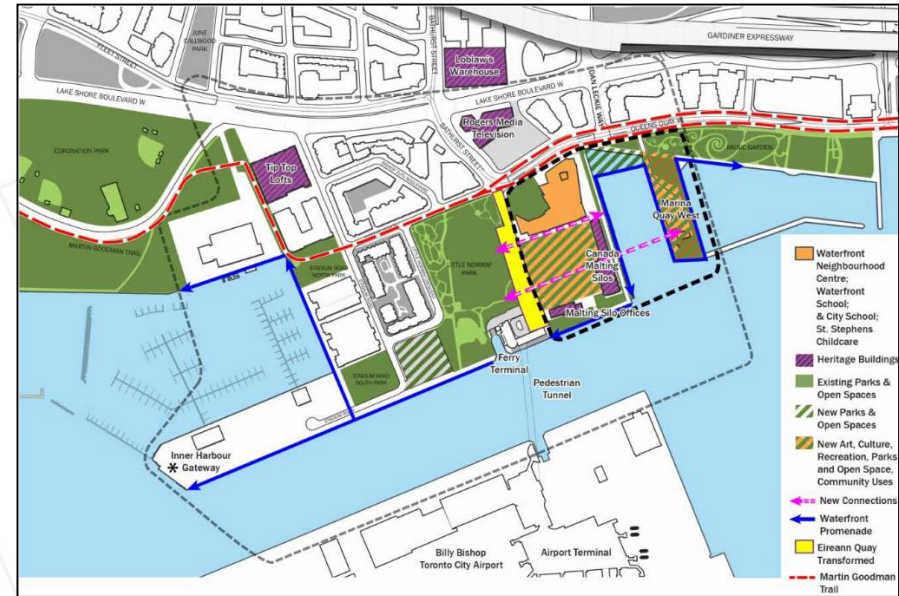 GARDINER EXPRESSWAY
JUNE
CALLWOOD
PARK
FLEET STREET
BATHURST STREET
Loblaw's
Warehouse
LAKE SHORE BOULEVARD W
LAKE SHORE BOULEVARD W
DAN LECKIE WAY
Rogers Media
Television
QUEENS QUAY W
BATHURST STREET
CORONATION PARK
MUSIC GARDEN
Tip Top
Lofts
Marina
Quay West
MARTIN GOODMAN TRAIL
STADIUM ROAD
NORTH PARK
LITTLE NORWAY PARK
Canada
Malting
Silos
Malting Silo Offices
Ferry
Terminal
STADIUM ROAD
SOUTH PARK
Pedestrian
Tunnel
Inner Harbour
Gateway
Billy Bishop
Toronto City Airport
Airport Terminal
Waterfront
Neighbourhood
Centre;
Waterfront
School;
& City School;
St. Stephens
Childcare
Heritage Buildings
Existing Parks &
Open Spaces
New Parks &
Open Spaces
New Art, Culture,
Recreation, Parks
and Open Space,
Community Uses
New Connections
Waterfront
Promenade
Eireann Quay
Transformed
Martin Goodman
Trail